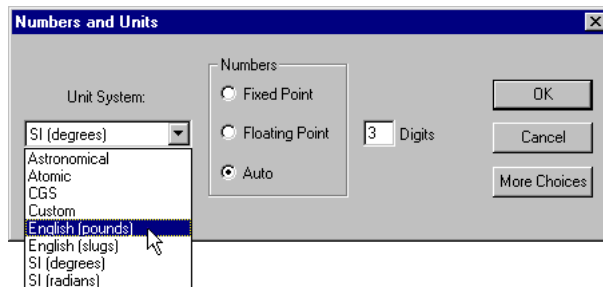 Numbers and Units
Unit System:
SI (degrees)
Astronomical
Atomic
CGS
Custom
English (pounds)
English (slugs)
SI (degrees)
SI (radians)
Numbers
Fixed Point
Floating Point
Auto
3 Digits
OK
Cancel
More Choices